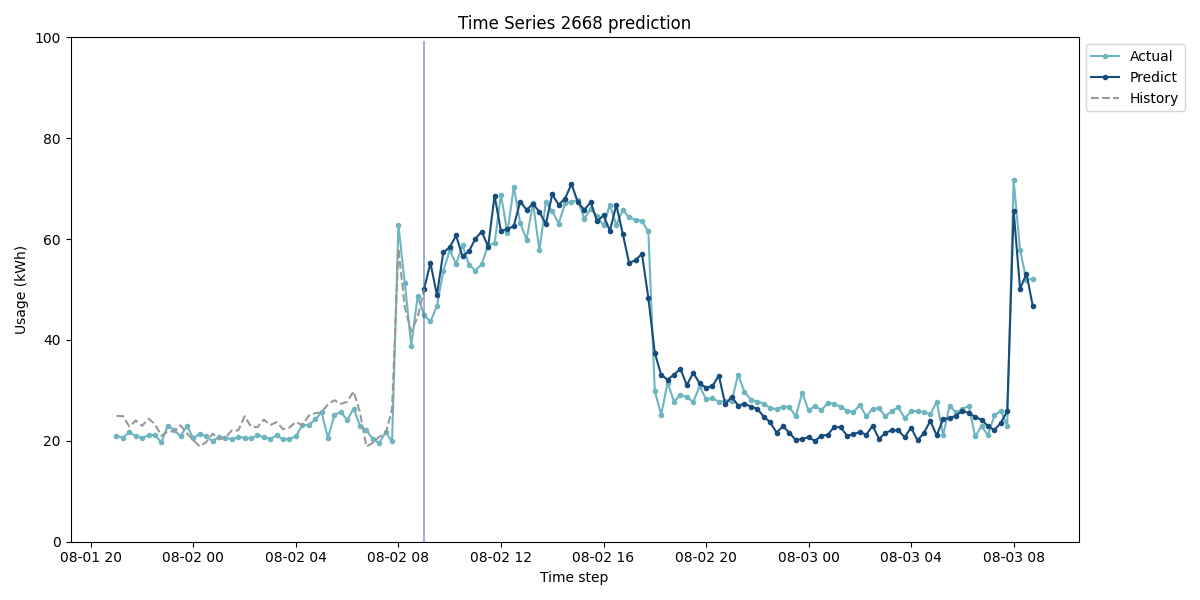 Time Series 2668 prediction
Actual
Predict
History
Usage (kWh)
100
80
60
40
20
0
08-01 20
08-02 00
08-02 04
08-02 08
08-02 12
08-02 16
08-02 20
08-03 00
08-03 04
08-03 08
Time step